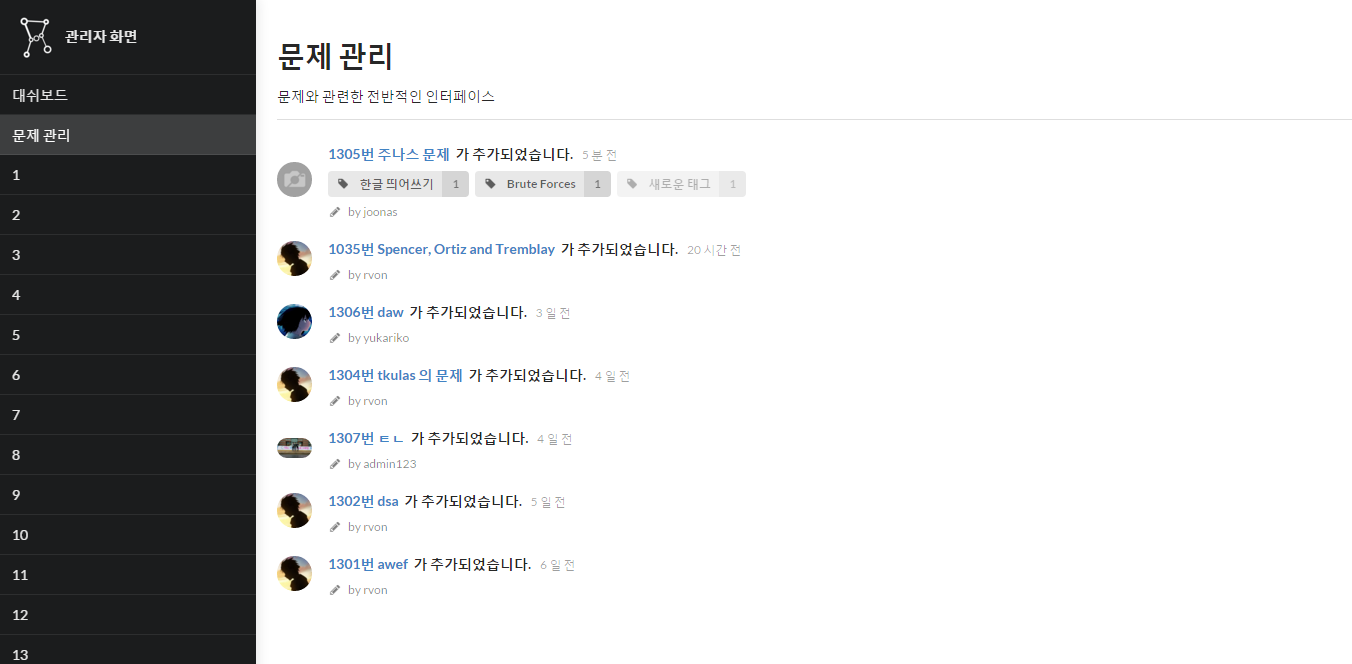 관리자 화면
대쉬보드
문제 관리
1
2
3
4
5
6
7
8
9
10
11
12
13
문제 관리
문제와 관련한 전반적인 인터페이스
1305번 주나스 문제 가 추가되었습니다. 5 분 전
한글 띄어쓰기 1 Brute Forces 1 새로운 태그 1
by joonas
1035번 Spencer, Ortiz and Tremblay 가 추가되었습니다. 20 시간 전
by rvon
1306번 daw 가 추가되었습니다. 3 일 전
by yukariko
1304번 tkulas 의 문제 가 추가되었습니다. 4 일 전
by rvon
1307번 ㅌㄴ 가 추가되었습니다. 4 일 전
by admin123
1302번 dsa 가 추가되었습니다. 5 일 전
by rvon
1301번 awef 가 추가되었습니다. 6 일 전
by rvon